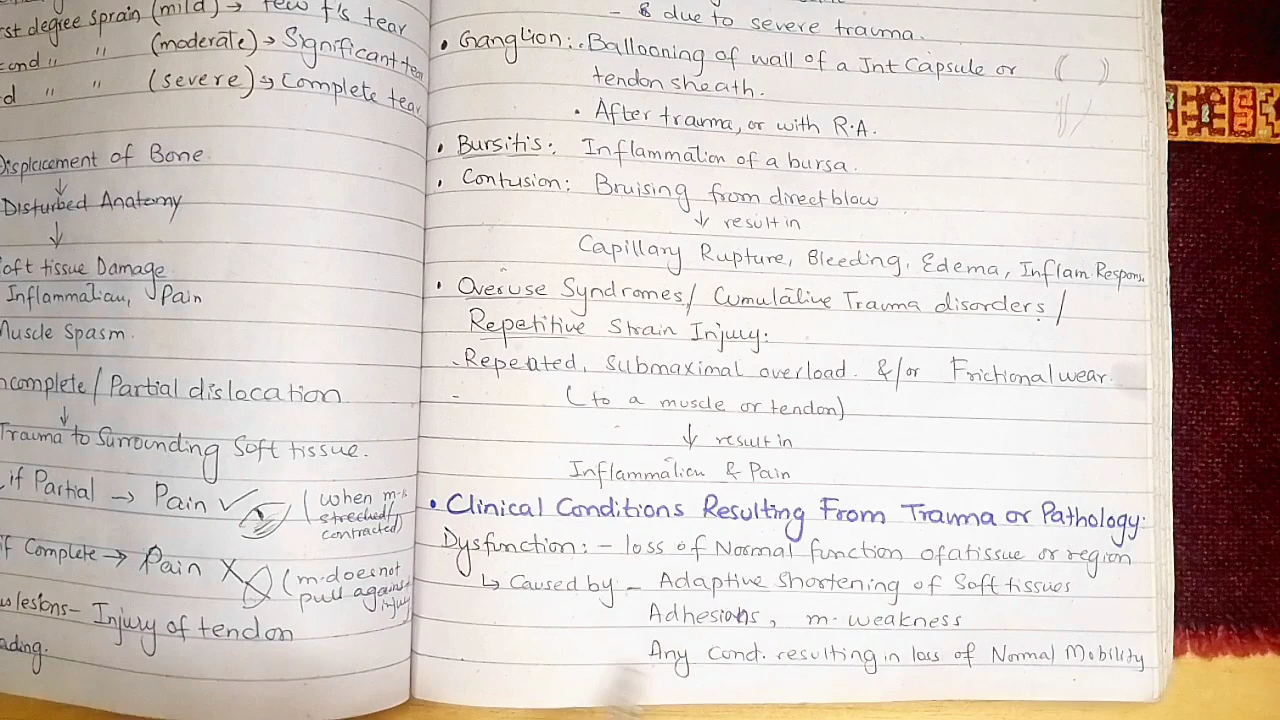 degree sprain (mild) → few f's tear
" (moderate) → Significant tear
" " (severe) → Complete tear
Displacement of Bone
↓
Disturbed Anatomy
↓
tissue Damage
Inflammation, Pain
Muscle Spasm.
/ Partial dislocation
↓
Trauma to Surrounding Soft tissue.
if Partial → Pain ✓ (when m. is
streched/
contracted)
if Complete → Pain X (m. does not
pull against
injury
lesions - Injury of tendon
- & due to severe trauma.
• Ganglion: . Ballooning of wall of a Jnt Capsule or ( )
tendon sheath.
• After trauma, or with R.A.
• Bursitis: Inflammation of a bursa.
• Contusion: Bruising from direct blow
↓ result in
Capillary Rupture, Bleeding, Edema, Inflam. Respons.
• Overuse Syndromes / Cumulative Trauma disorders /
Repetitive Strain Injury.
- Repeated, submaximal overload &/or Frictional wear.
- (to a muscle or tendon)
↓ result in
Inflammation & Pain
• Clinical Conditions Resulting From Trauma or Pathology:
Dysfunction: - loss of Normal function of a tissue or region
↳ Caused by - Adaptive Shortening of Soft tissues
Adhesions, m. weakness
Any Cond. resulting in loss of Normal Mobility